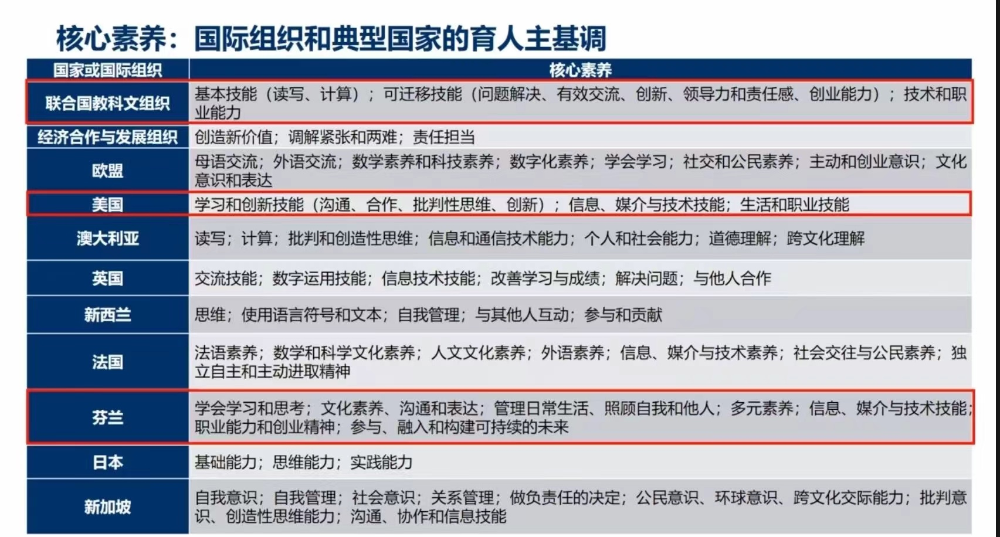 核心素养：国际组织和典型国家的育人主基调
国家或国际组织
核心素养
联合国教科文组织
基本技能（读写、计算）；可迁移技能（问题解决、有效交流、创新、领导力和责任感、创业能力）；技术和职
业能力
经济合作与发展组织
创造新价值；调解紧张和两难；责任担当
欧盟
母语交流；外语交流；数学素养和科技素养；数字化素养；学会学习；社交和公民素养；主动和创业意识；文化
意识和表达
美国
学习和创新技能（沟通、合作、批判性思维、创新）；信息、媒介与技术技能；生活和职业技能
澳大利亚
读写；计算；批判和创造性思维；信息和通信技术能力；个人和社会能力；道德理解；跨文化理解
英国
交流技能；数字运用技能；信息技术技能；改善学习与成绩；解决问题；与他人合作
新西兰
思维；使用语言符号和文本；自我管理；与其他人互动；参与和贡献
法国
法语素养；数学和科学文化素养；人文文化素养；外语素养；信息、媒介与技术素养；社会交往与公民素养；独
立自主和主动进取精神
芬兰
学会学习和思考；文化素养、沟通和表达；管理日常生活、照顾自我和他人；多元素养；信息、媒介与技术技能；
职业能力和创业精神；参与、融入和构建可持续的未来
日本
基础能力；思维能力；实践能力
新加坡
自我意识；自我管理；社会意识；关系管理；做负责任的决定；公民意识、环球意识、跨文化交际能力；批判意
识、创造性思维能力；沟通、协作和信息技能